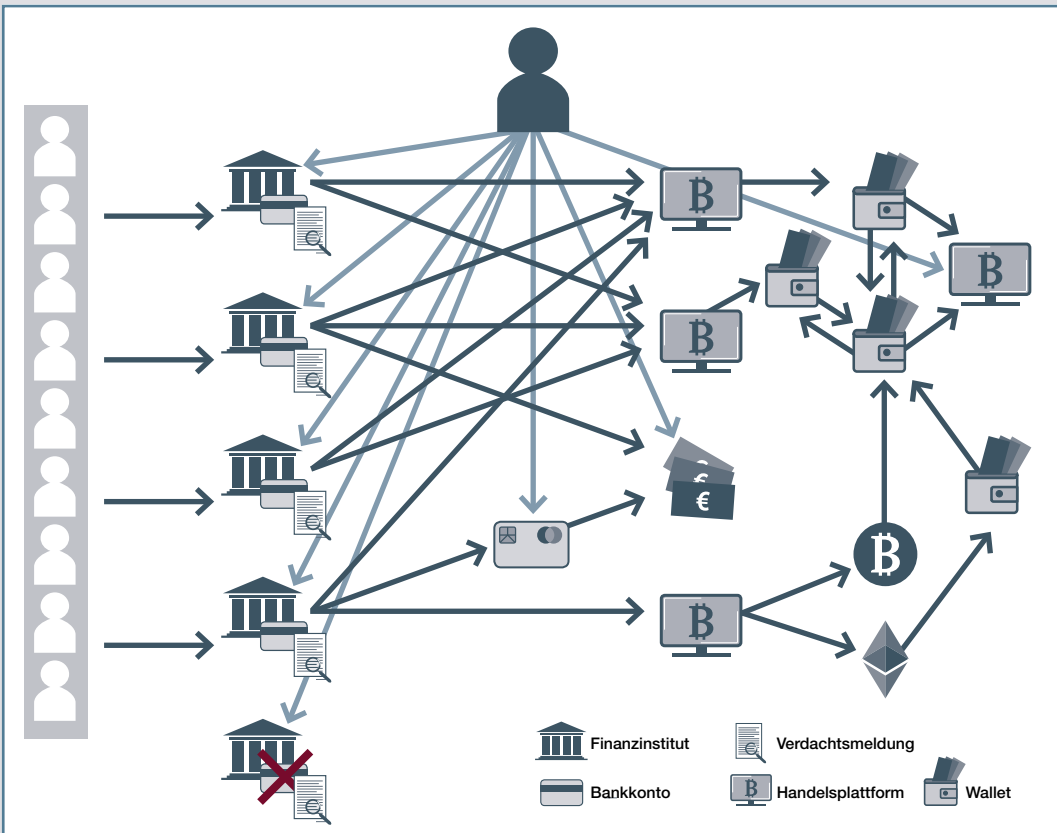 €
€
Finanzinstitut
Verdachtsmeldung
Bankkonto
Handelsplattform
Wallet